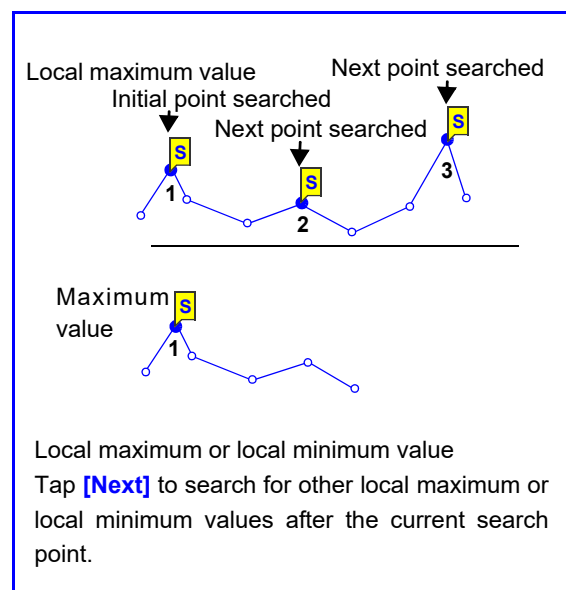 Next point searched
Local maximum value
Initial point searched
Next point searched
S
S
S
1
2
3
Maximum
value
S
1
Local maximum or local minimum value
Tap [Next] to search for other local maximum or
local minimum values after the current search
point.